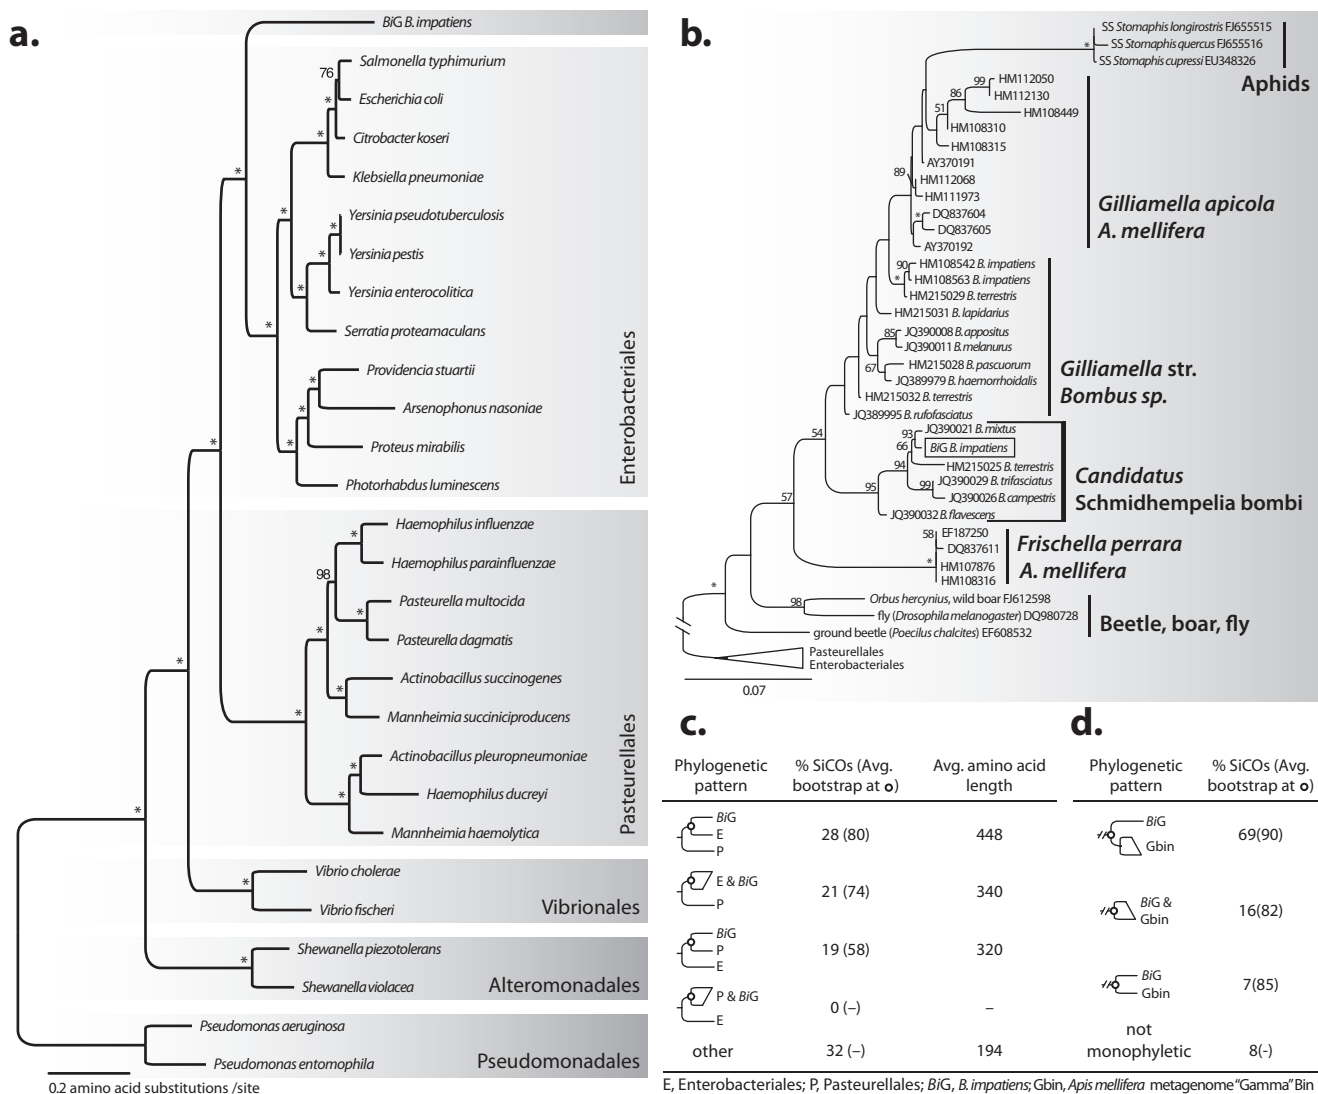 a.
BiG B. impatiens
76
Salmonella typhimurium
*
Escherichia coli
*
Citrobacter koseri
Klebsiella pneumoniae
*
*
Yersinia pseudotuberculosis
*
*
Yersinia pestis
*
Yersinia enterocolitica
*
Serratia proteamaculans
*
Providencia stuartii
*
Arsenophonus nasoniae
*
Proteus mirabilis
*
*
Photorhabdus luminescens
Enterobacteriales
Haemophilus influenzae
*
Haemophilus parainfluenzae
98
Pasteurella multocida
*
Pasteurella dagmatis
*
*
Actinobacillus succinogenes
*
Mannheimia succiniciproducens
*
Actinobacillus pleuropneumoniae
*
Haemophilus ducreyi
*
Mannheimia haemolytica
*
Pasteurellales
Vibrio cholerae
*
Vibrio fischeri
Vibrionales
Shewanella piezotolerans
*
Shewanella violacea
Alteromonadales
Pseudomonas aeruginosa
Pseudomonas entomophila
Pseudomonadales
0.2 amino acid substitutions /site
b.
SS Stomaphis longirostris FJ655515
* SS Stomaphis quercus FJ655516
SS Stomaphis cupressi EU348326
Aphids
99 HM112050
86 HM112130
51 HM108449
HM108310
HM108315
AY370191
89 HM112068
HM111973
* DQ837604
DQ837605
AY370192
Gilliamella apicola
A. mellifera
90 HM108542 B. impatiens
* HM108563 B. impatiens
HM215029 B. terrestris
HM215031 B. lapidarius
85 JQ390008 B. appositus
JQ390011 B. melanurus
67 HM215028 B. pascuorum
JQ389979 B. haemorrhoidalis
HM215032 B. terrestris
JQ389995 B. rufofasciatus
Gilliamella str.
Bombus sp.
54
93 JQ390021 B. mixtus
66 BiG B. impatiens
94 HM215025 B. terrestris
99 JQ390029 B. trifasciatus
95 JQ390026 B. campestris
JQ390032 B. flavescens
Candidatus
Schmidhempelia bombi
57
58 EF187250
DQ837611
* HM107876
HM108316
Frischella perrara
A. mellifera
*
98 Orbus hercynius, wild boar FJ612598
fly (Drosophila melanogaster) DQ980728
ground beetle (Poecilus chalcites) EF608532
Beetle, boar, fly
Pasteurellales
Enterobacteriales
0.07
c.
Phylogenetic pattern % SiCOs (Avg. bootstrap at o) Avg. amino acid length
BiG
E 28 (80) 448
P
E & BiG 21 (74) 340
P
BiG
P 19 (58) 320
E
P & BiG 0 (–) –
E
other 32 (–) 194
d.
Phylogenetic pattern % SiCOs (Avg. bootstrap at o)
BiG
Gbin 69(90)
BiG &
Gbin 16(82)
BiG
Gbin 7(85)
not
monophyletic 8(-)
E, Enterobacteriales; P, Pasteurellales; BiG, B. impatiens; Gbin, Apis mellifera metagenome “Gamma” Bin